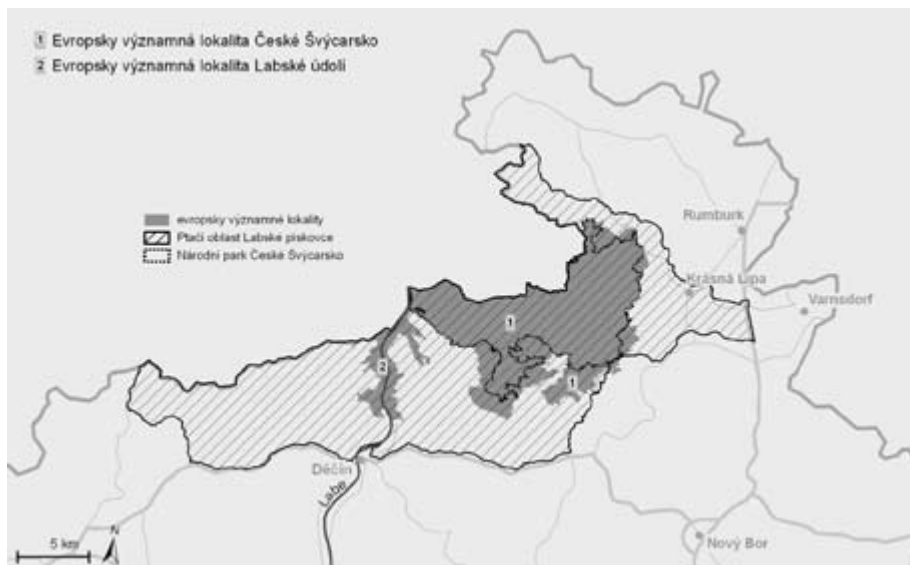 1 Evropsky významná lokalita České Švýcarsko
2 Evropsky významná lokalita Labské údolí
evropsky významné lokality
Ptačí oblast Labské pískovce
Národní park České Švýcarsko
Rumburk
Krásná Lípa
Varnsdorf
1
2
1
Děčín
Labe
Nový Bor
5 km
N